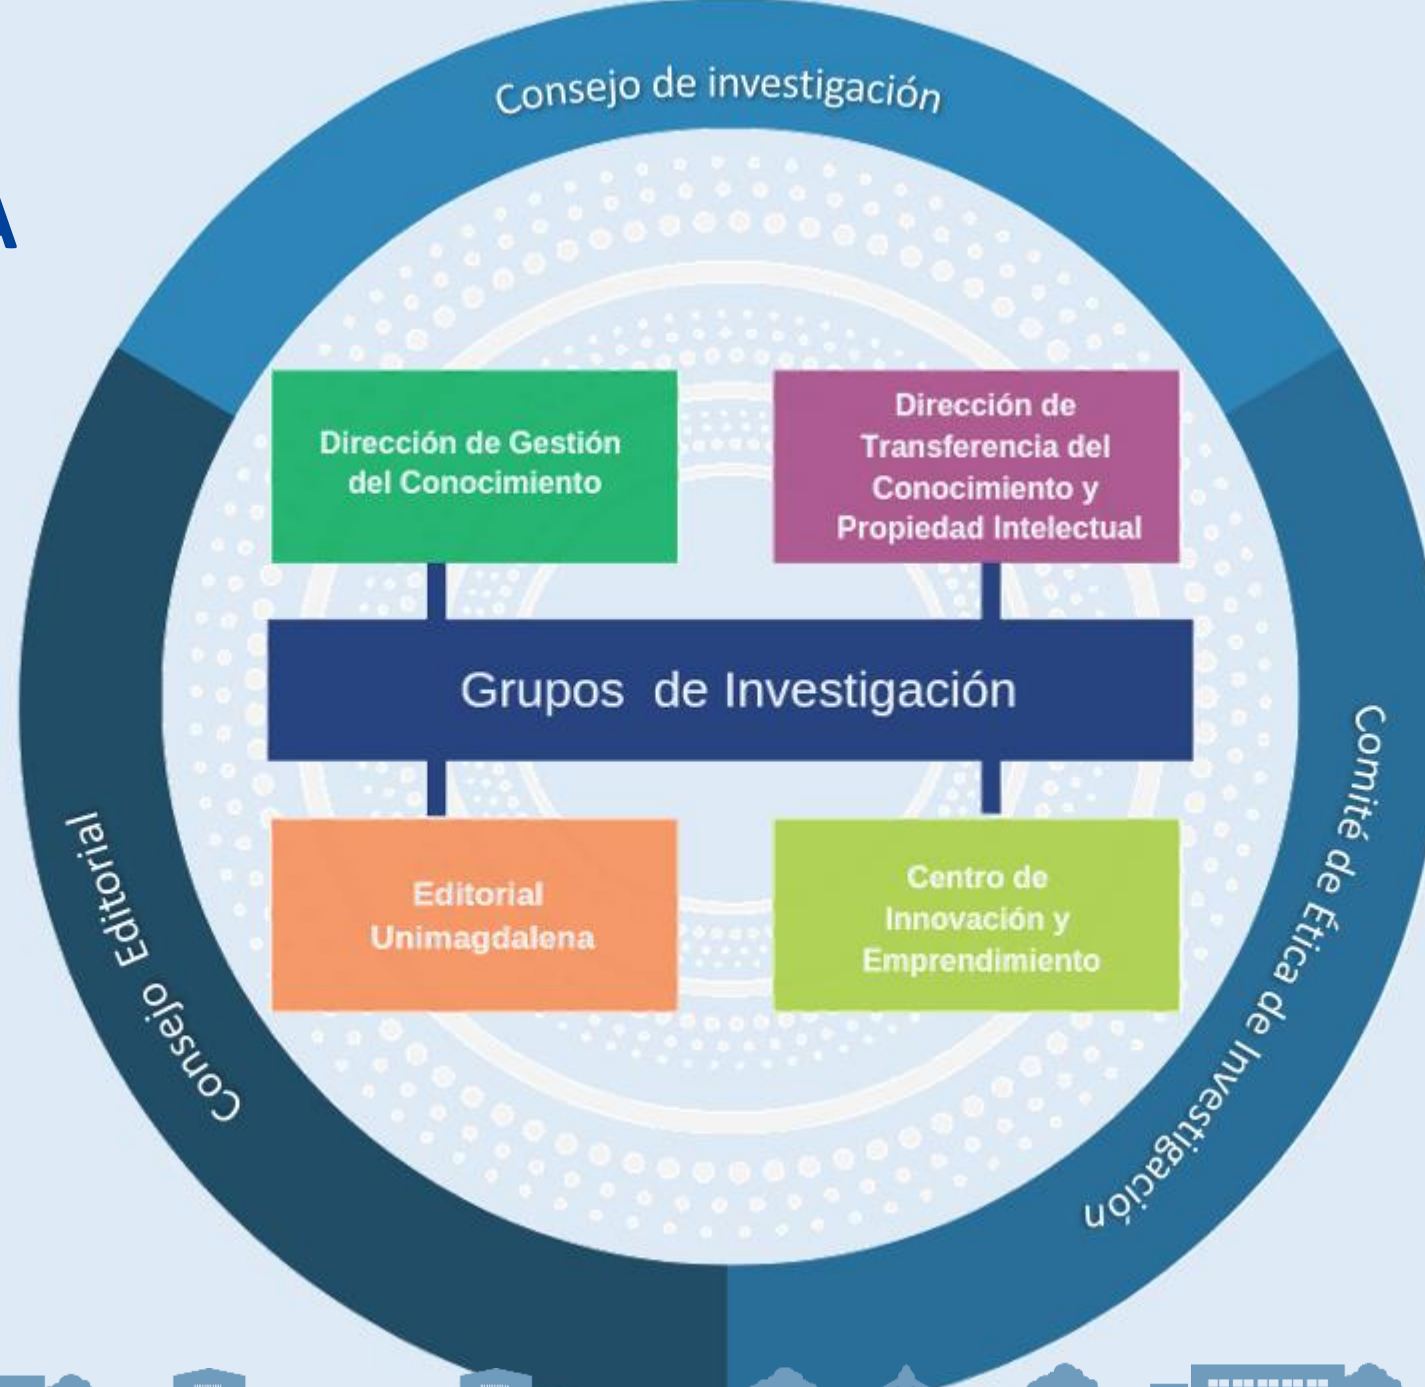 Consejo de investigación
A
Dirección de Gestión
del Conocimiento
Dirección de
Transferencia del
Conocimiento y
Propiedad Intelectual
Grupos de Investigación
Editorial
Unimagdalena
Centro de
Innovación y
Emprendimiento
Consejo Editorial
Comité de Ética de Investigación